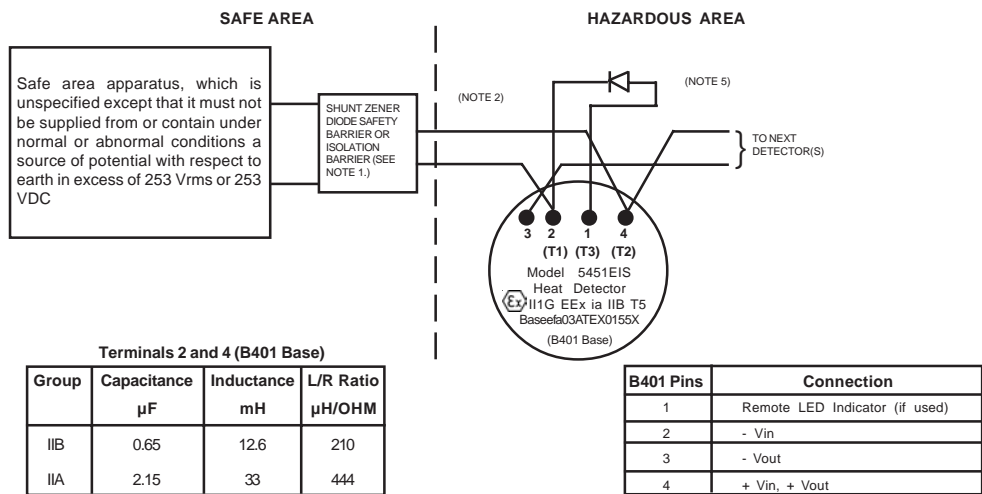 SAFE AREA
HAZARDOUS AREA
Safe area apparatus, which is
unspecified except that it must not
be supplied from or contain under
normal or abnormal conditions a
source of potential with respect to
earth in excess of 253 Vrms or 253
VDC
SHUNT ZENER
DIODE SAFETY
BARRIER OR
ISOLATION
BARRIER (SEE
NOTE 1.)
(NOTE 2)
(NOTE 5)
TO NEXT
DETECTOR(S)
3 2 1 4
(T1) (T3) (T2)
Model 5451EIS
Heat Detector
Ex II1G EEx ia IIB T5
Baseefa03ATEX0155X
(B401 Base)
Terminals 2 and 4 (B401 Base)
Group Capacitance Inductance L/R Ratio
µF mH µH/OHM
IIB 0.65 12.6 210
IIA 2.15 33 444
B401 Pins Connection
1 Remote LED Indicator (if used)
2 - Vin
3 - Vout
4 + Vin, + Vout